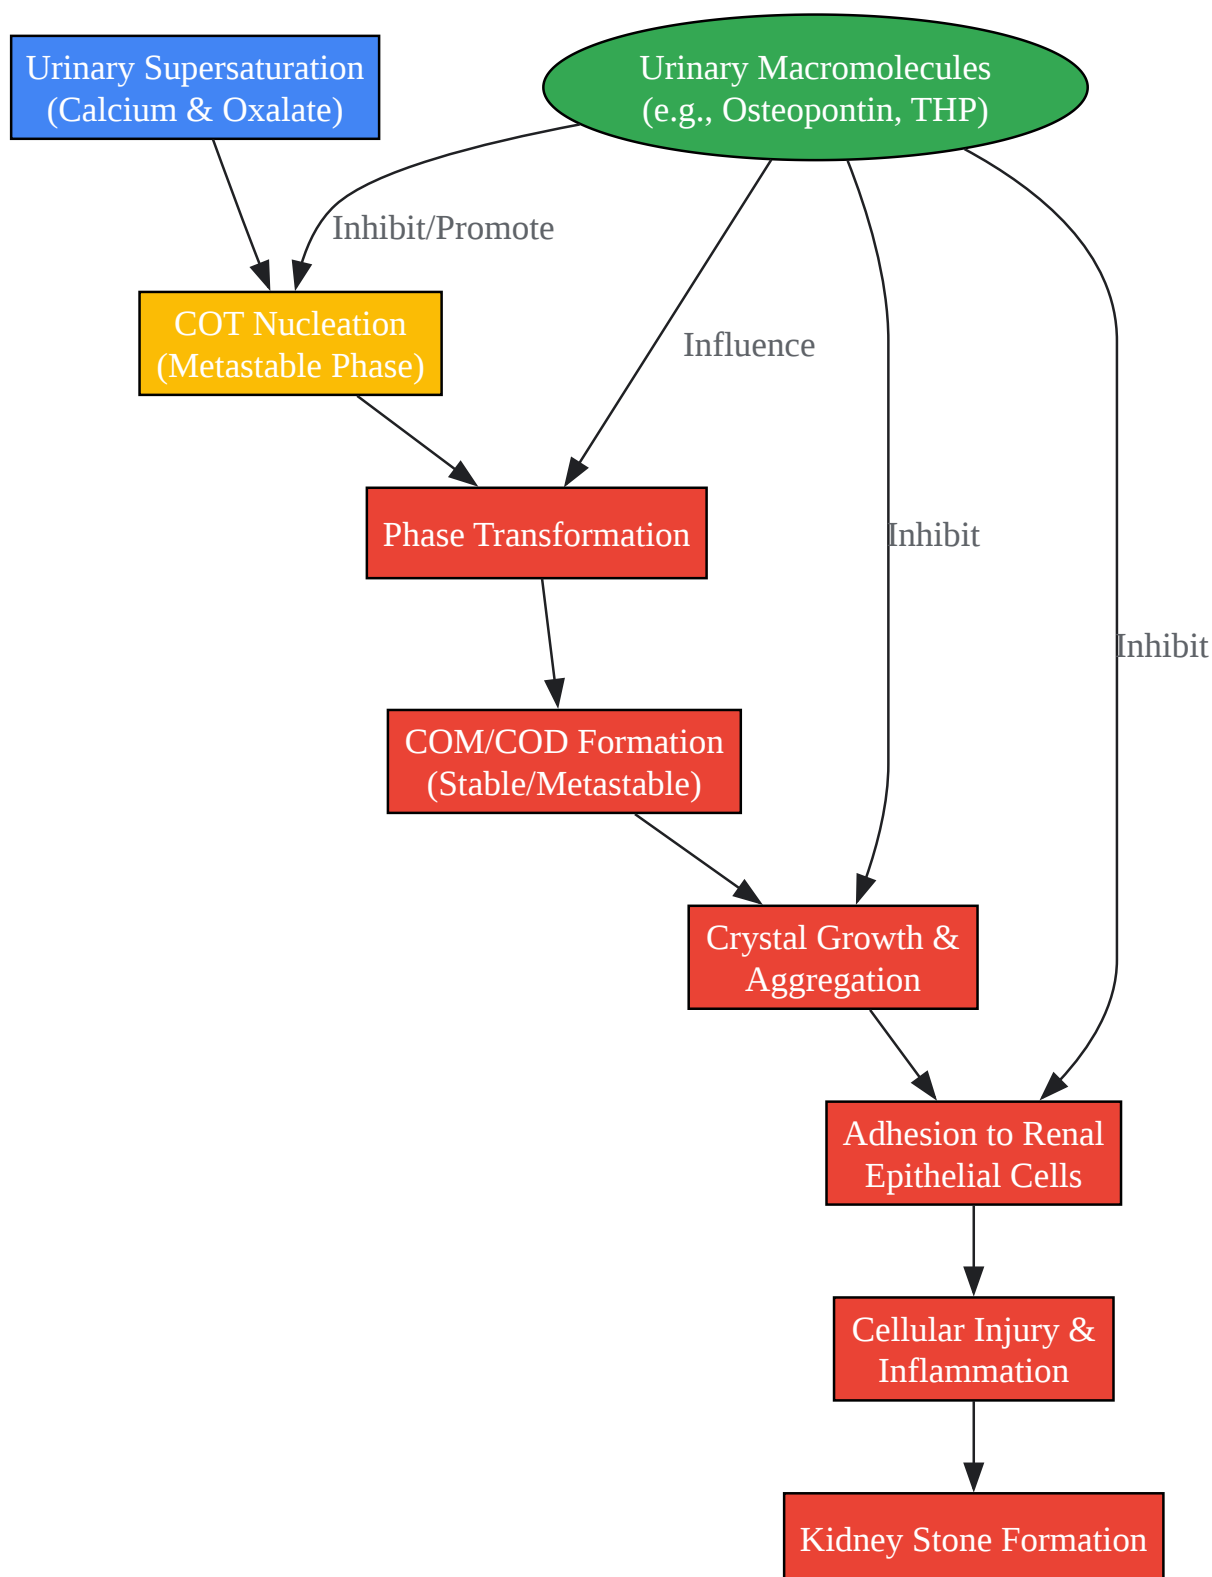 Urinary Supersaturation
(Calcium & Oxalate)
Urinary Macromolecules
(e.g., Osteopontin, THP)
Inhibit/Promote
COT Nucleation
(Metastable Phase)
Influence
Phase Transformation
Inhibit
Inhibit
COM/COD Formation
(Stable/Metastable)
Crystal Growth &
Aggregation
Adhesion to Renal
Epithelial Cells
Cellular Injury &
Inflammation
Kidney Stone Formation